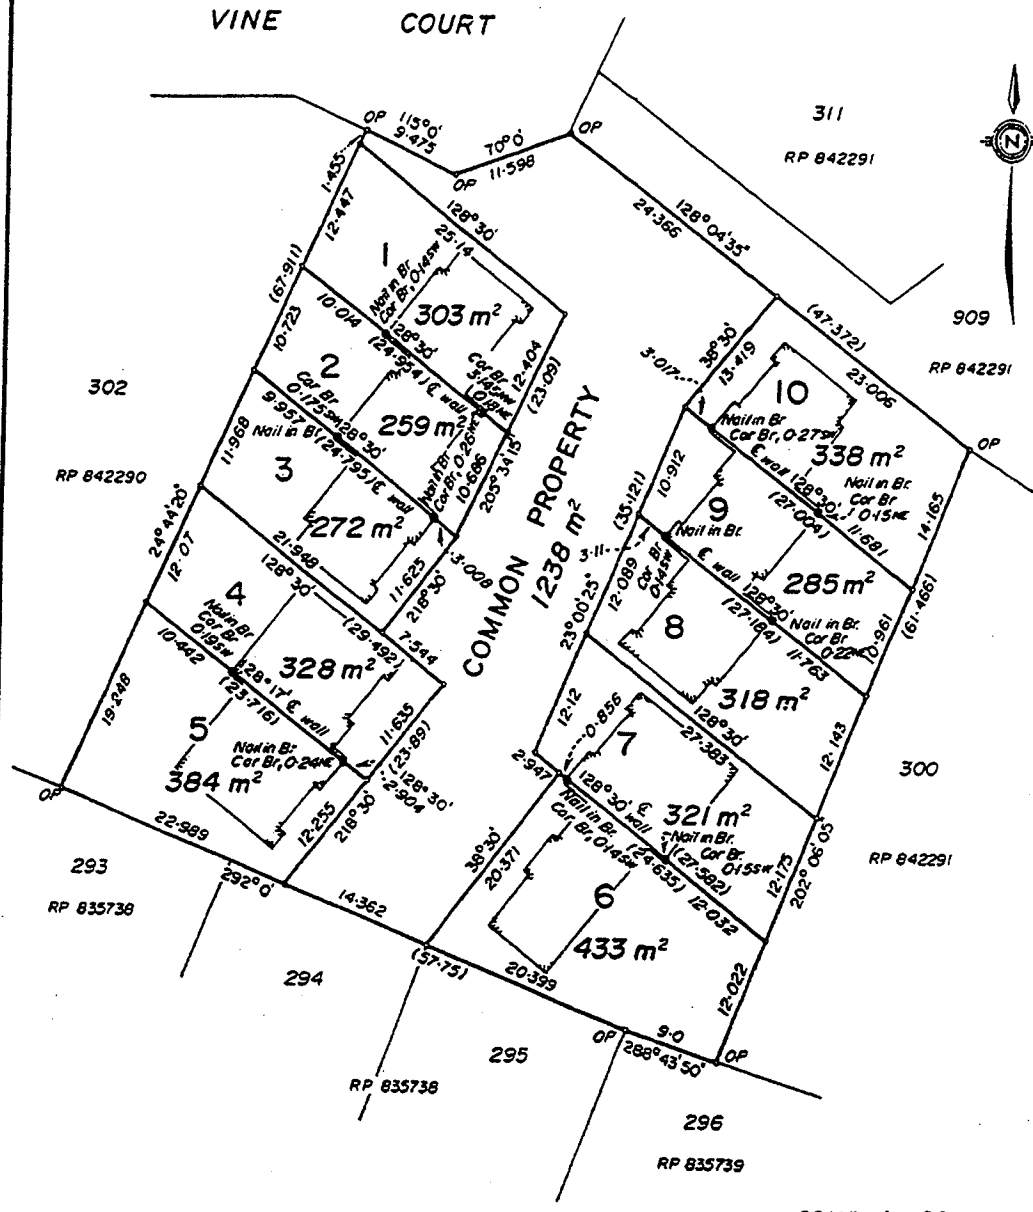 VINE COURT
OP
115°0'
9·475
70°0'
11·598
OP
OP
311
RP 842291
N
1·455
12·447
128°30'
25·14
24·366
128°04'35"
1
Nail in Br
Cor Br, 0·14SW
303 m²
(67·911)
10·014
128°30'
(24·954) ℄ wall
12·404
(23·09)
38°30'
13·419
3·017
(47·372)
909
RP 842291
23·006
10·723
2
Cor Br
0·175SW
259 m²
302
9·957
Nail in Br
128°30'
(24·795) ℄ wall
10·686
205°34'15"
10
Nail in Br
Cor Br, 0·27SW
338 m²
OP
℄ wall
128°30'
(27·004)
Nail in Br
Cor Br
0·15NE
11·968
RP 842290
3
272 m²
COMMON PROPERTY
1238 m²
(35·121)
10·912
9
Nail in Br.
11·681
14·165
24°44'20"
21·948
128°30'
11·625
218°30'
3·008
3·11
Cor Br
0·14SW
℄ wall
285 m²
128°30'
(27·184)
Nail in Br.
Cor Br
0·22NE
10·961
(61·466)
12·07
4
(29·492)
7·544
12·089
23°00'25"
8
11·763
Nail in Br
Cor Br
0·19SW
328 m²
318 m²
10·442
128°17' ℄ wall
(23·716)
11·635
(23·89)
12·12
0·856
7
128°30'
27·383
12·143
300
19·248
5
Nail in Br
Cor Br, 0·24NE
384 m²
128°30'
2·904
2·947
128°30' ℄ wall
Nail in Br.
Cor Br, 0·14SW
321 m²
Nail in Br.
Cor Br.
0·15SW
RP 842291
OP
22·989
12·255
218°30'
38°30'
20·371
(24·635)
(27·582)
12·032
12·175
202°06'05"
293
RP 835738
292°0'
14·362
6
433 m²
(57·75)
20·399
12·022
294
OP
9·0
288°43'50"
OP
295
RP 835738
296
RP 835739